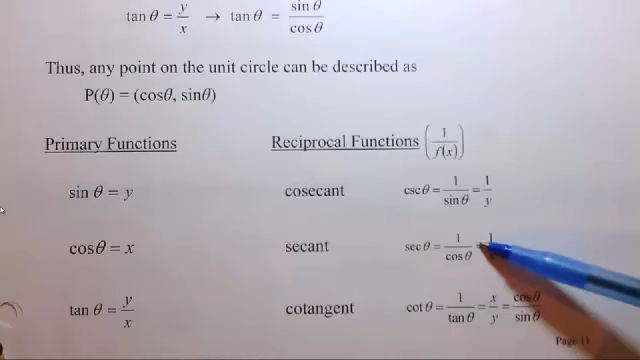 tan θ = y/x → tan θ = sin θ/cos θ
Thus, any point on the unit circle can be described as
P(θ) = (cosθ, sinθ)
Primary Functions Reciprocal Functions (1/f(x))
sin θ = y cosecant csc θ = 1/sin θ = 1/y
cos θ = x secant sec θ = 1/cos θ = 1/
tan θ = y/x cotangent cot θ = 1/tan θ = x/y = cos θ/sin θ
Page 11